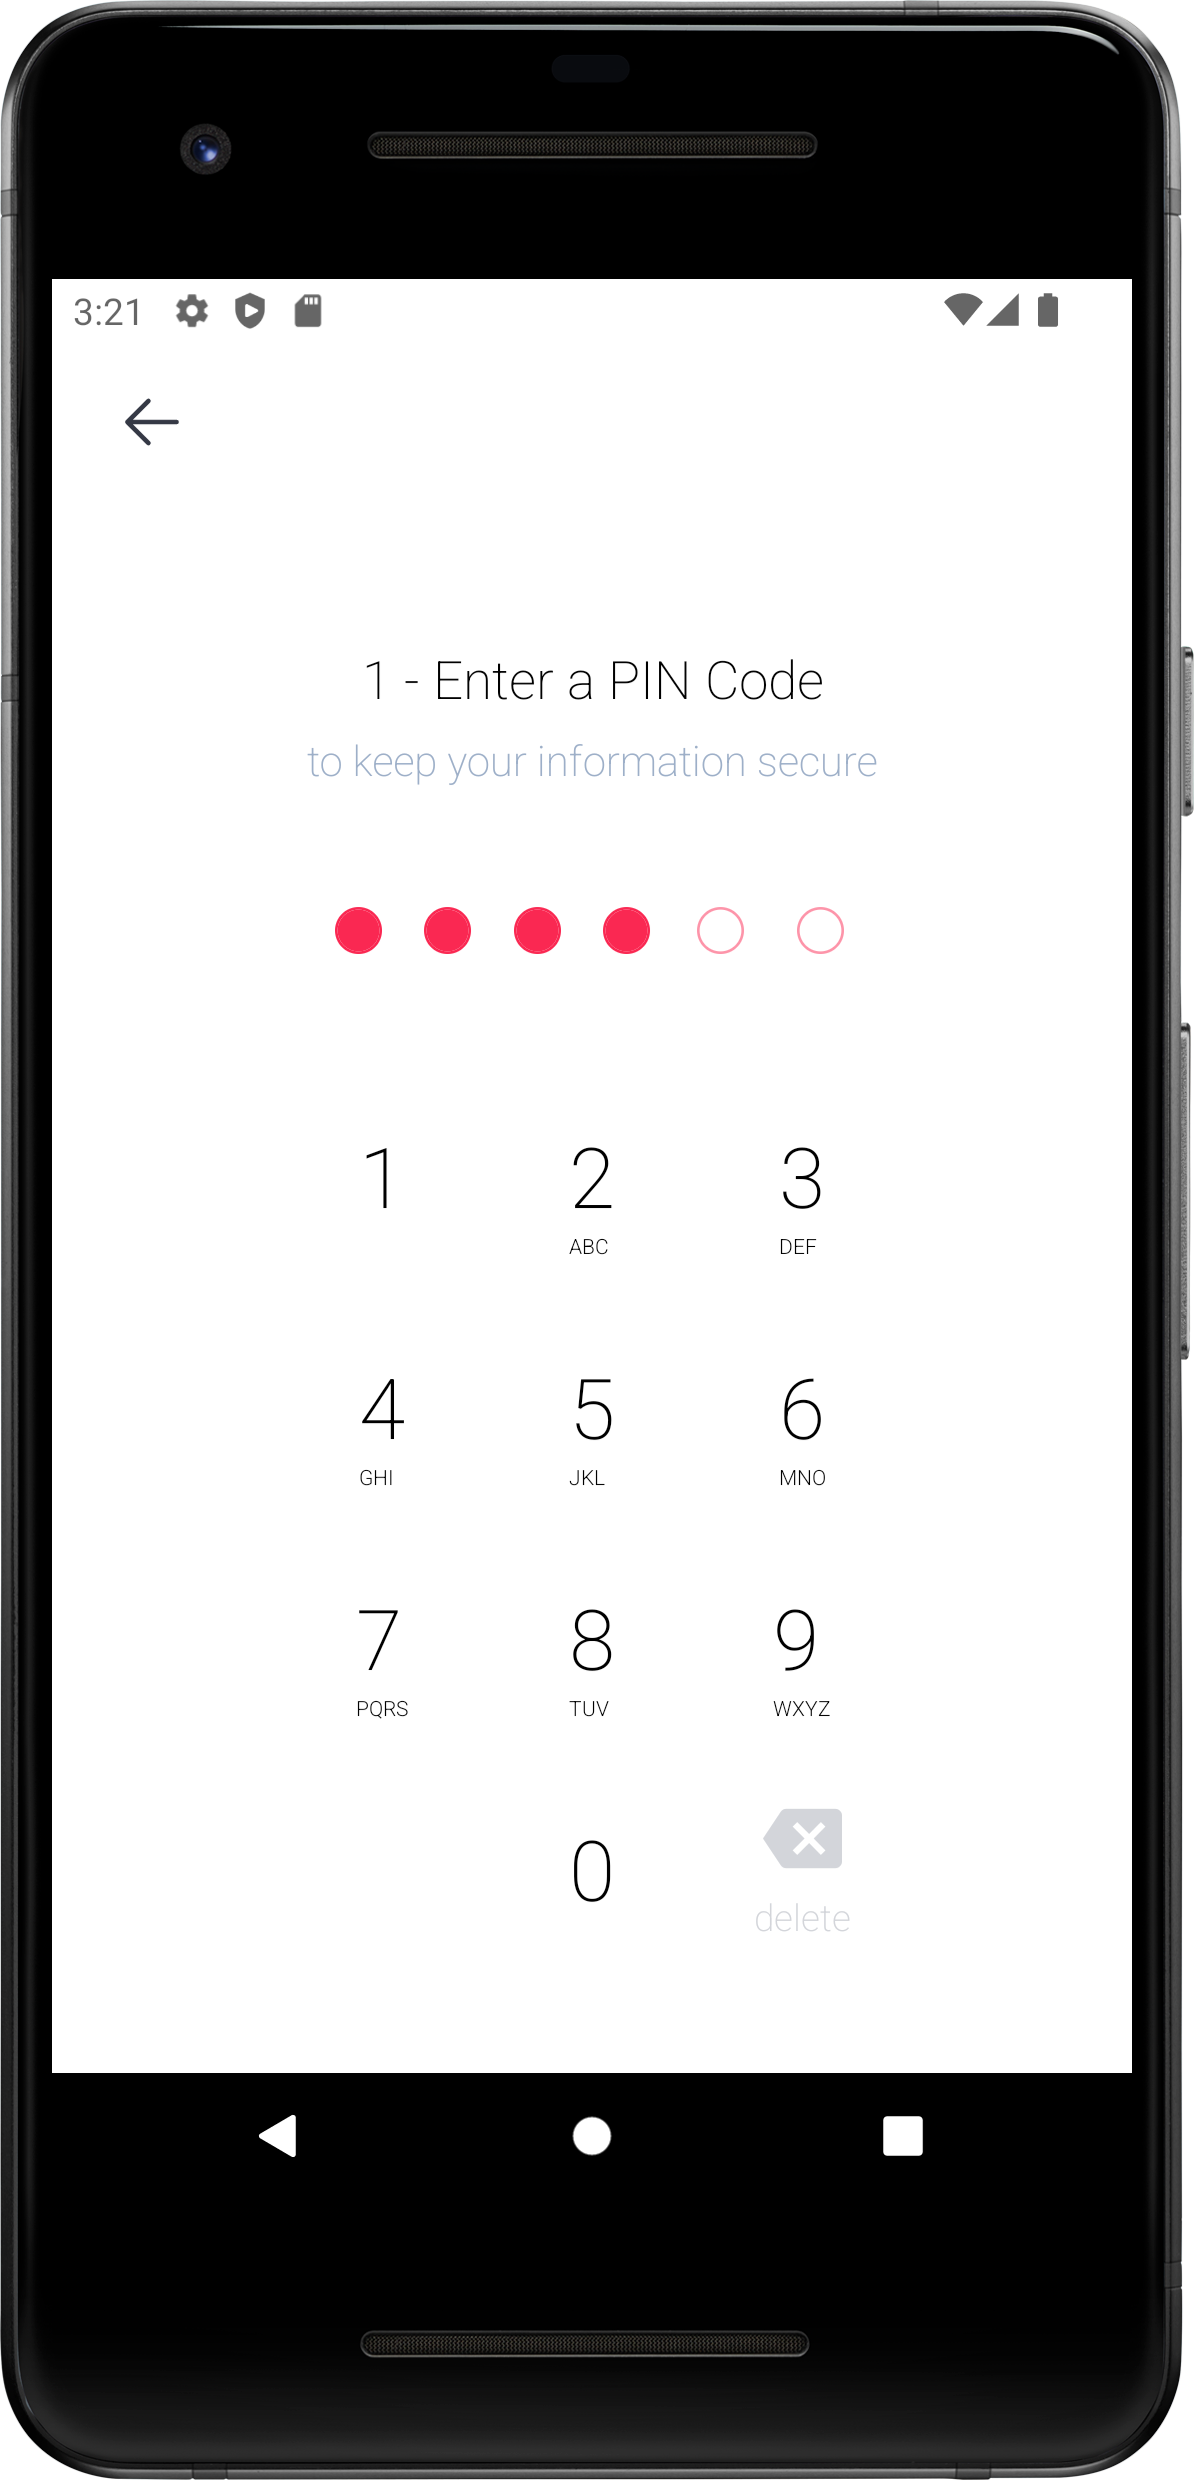 3:21
1 - Enter a PIN Code
to keep your information secure
1 2 3
ABC DEF
4 5 6
GHI JKL MNO
7 8 9
PQRS TUV WXYZ
0
delete